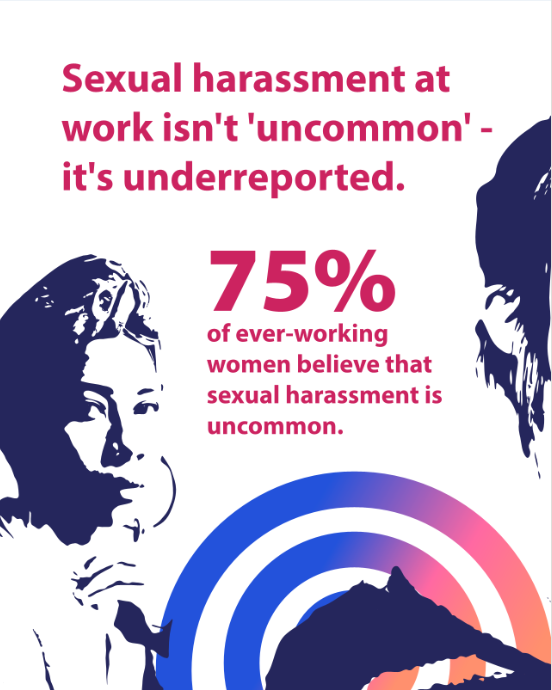 Sexual harassment at
work isn't 'uncommon' -
it's underreported.
75%
of ever-working
women believe that
sexual harassment is
uncommon.